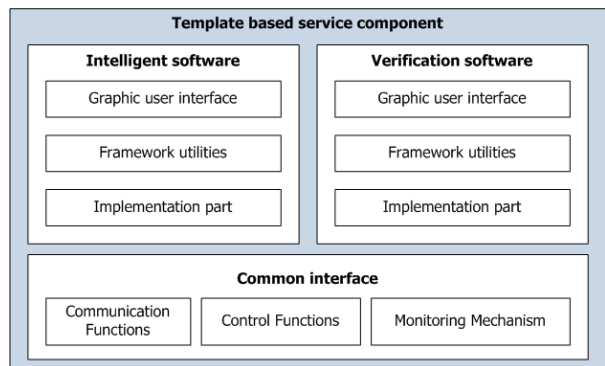 Template based service component
Intelligent software
Graphic user interface
Framework utilities
Implementation part
Verification software
Graphic user interface
Framework utilities
Implementation part
Common interface
Communication
Functions
Control Functions
Monitoring Mechanism